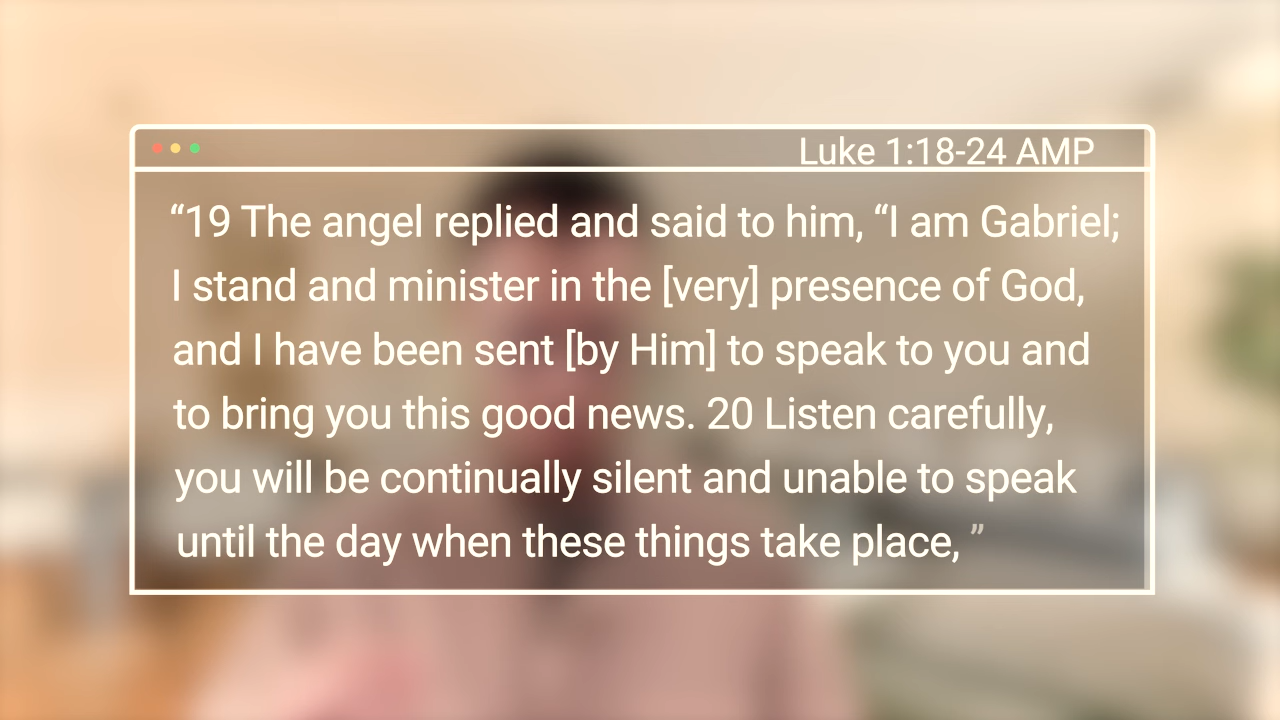 Luke 1:18-24 AMP
“19 The angel replied and said to him, “I am Gabriel;
I stand and minister in the [very] presence of God,
and I have been sent [by Him] to speak to you and
to bring you this good news. 20 Listen carefully,
you will be continually silent and unable to speak
until the day when these things take place, ”